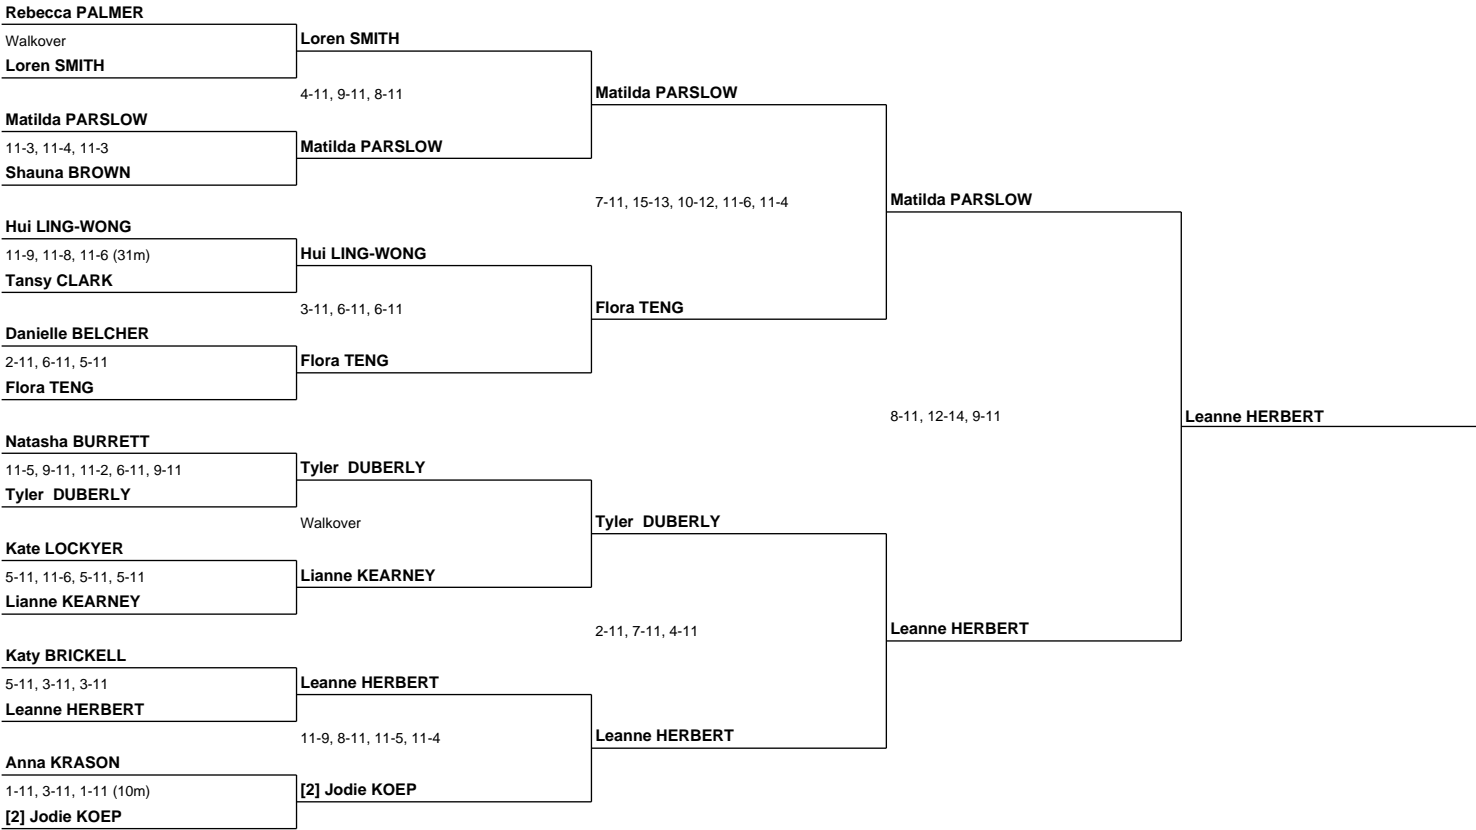 Rebecca PALMER
Walkover
Loren SMITH
Matilda PARSLOW
11-3, 11-4, 11-3
Shauna BROWN
Hui LING-WONG
11-9, 11-8, 11-6 (31m)
Tansy CLARK
Danielle BELCHER
2-11, 6-11, 5-11
Flora TENG
Natasha BURRETT
11-5, 9-11, 11-2, 6-11, 9-11
Tyler  DUBERLY
Kate LOCKYER
5-11, 11-6, 5-11, 5-11
Lianne KEARNEY
Katy BRICKELL
5-11, 3-11, 3-11
Leanne HERBERT
Anna KRASON
1-11, 3-11, 1-11 (10m)
[2] Jodie KOEP
Loren SMITH
4-11, 9-11, 8-11
Matilda PARSLOW
Hui LING-WONG
3-11, 6-11, 6-11
Flora TENG
Tyler  DUBERLY
Walkover
Lianne KEARNEY
Leanne HERBERT
11-9, 8-11, 11-5, 11-4
[2] Jodie KOEP
Matilda PARSLOW
7-11, 15-13, 10-12, 11-6, 11-4
Flora TENG
Tyler  DUBERLY
2-11, 7-11, 4-11
Leanne HERBERT
Matilda PARSLOW
8-11, 12-14, 9-11
Leanne HERBERT
Leanne HERBERT